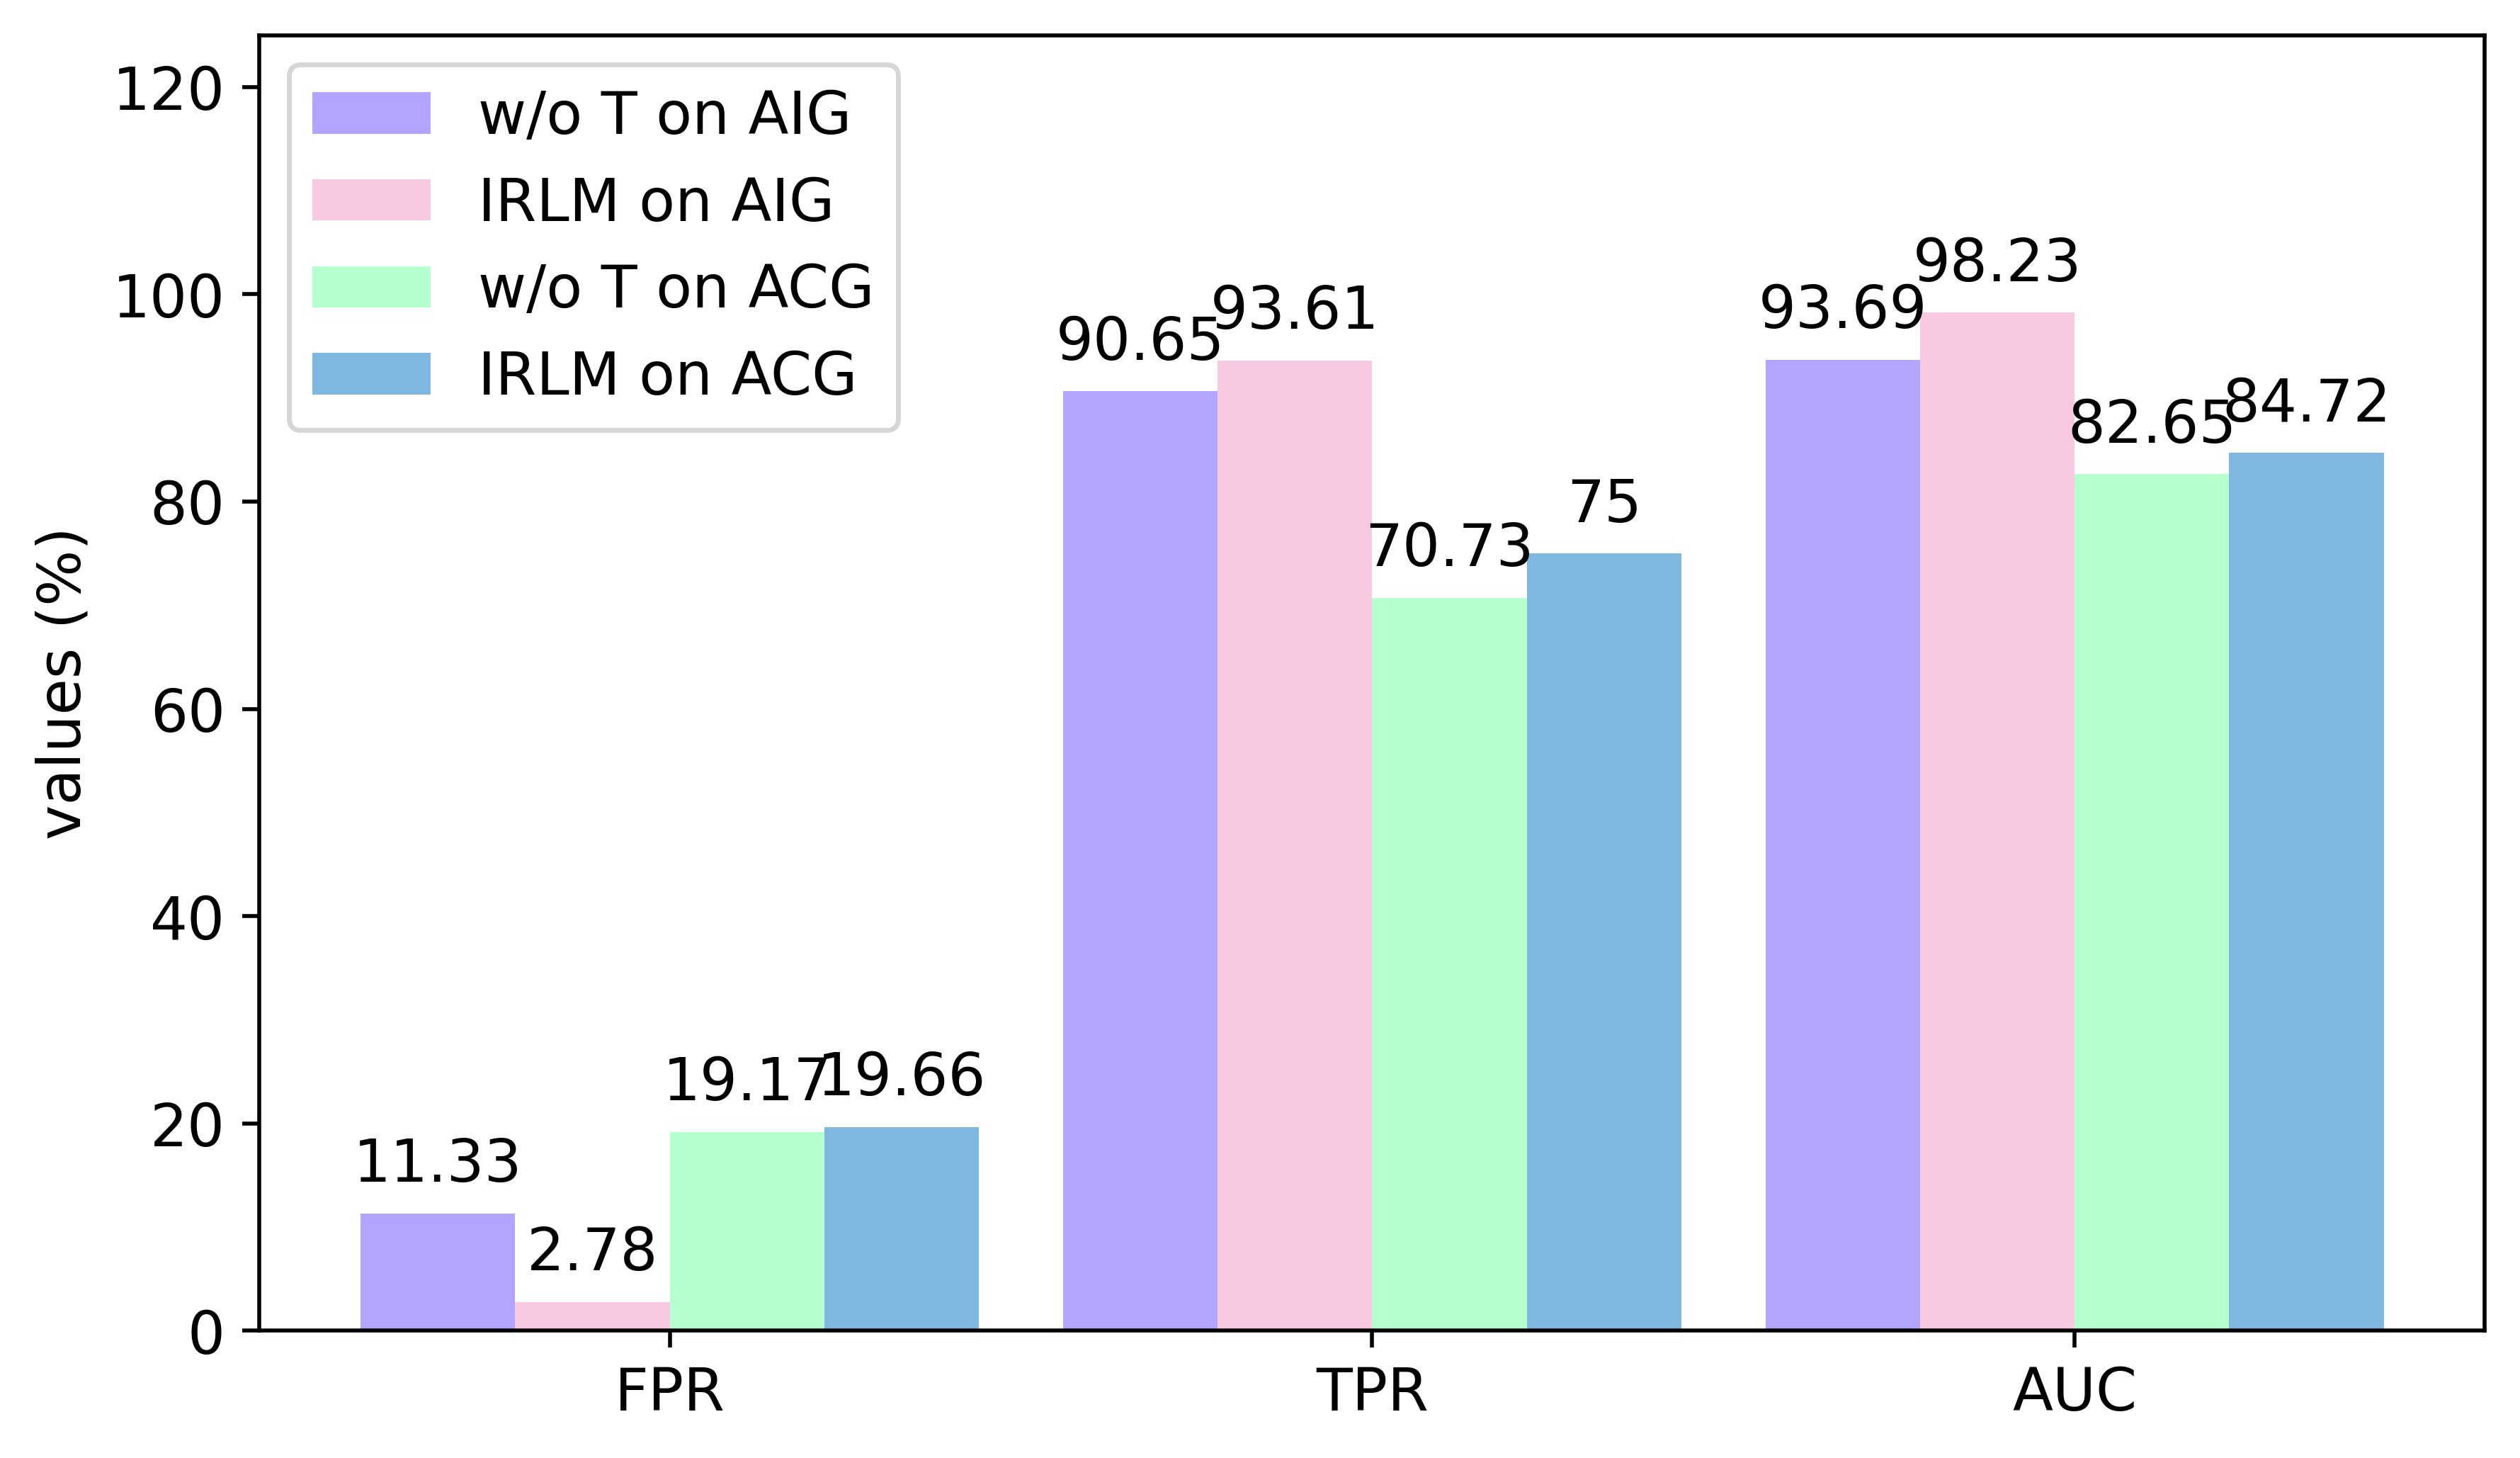 values (%)
120
100
80
60
40
20
0
w/o T on AIG
IRLM on AIG
w/o T on ACG
IRLM on ACG
11.33
2.78
19.17
19.66
90.65
93.61
70.73
75
93.69
98.23
82.65
84.72
FPR
TPR
AUC